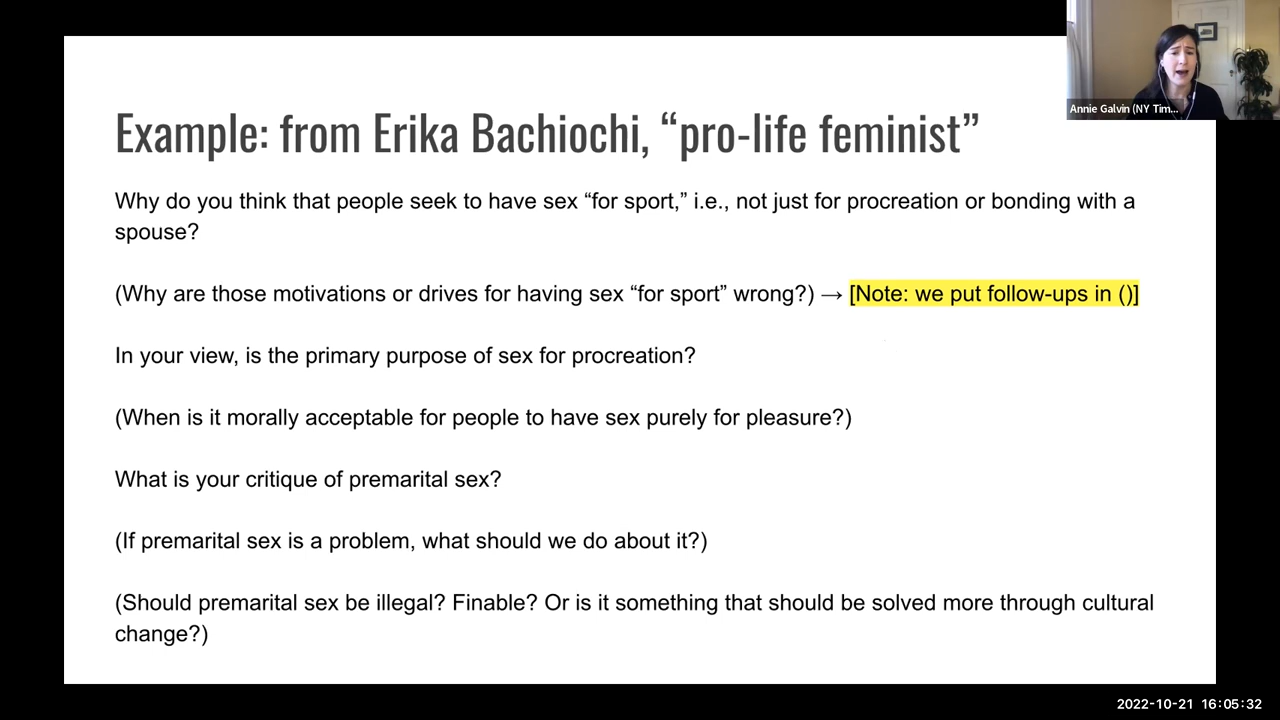 Annie Galvin (NY Tim...
Example: from Erika Bachiochi, “pro-life feminist”
Why do you think that people seek to have sex “for sport,” i.e., not just for procreation or bonding with a
spouse?
(Why are those motivations or drives for having sex “for sport” wrong?) → [Note: we put follow-ups in ()]
In your view, is the primary purpose of sex for procreation?
(When is it morally acceptable for people to have sex purely for pleasure?)
What is your critique of premarital sex?
(If premarital sex is a problem, what should we do about it?)
(Should premarital sex be illegal? Finable? Or is it something that should be solved more through cultural
change?)
2022-10-21 16:05:32